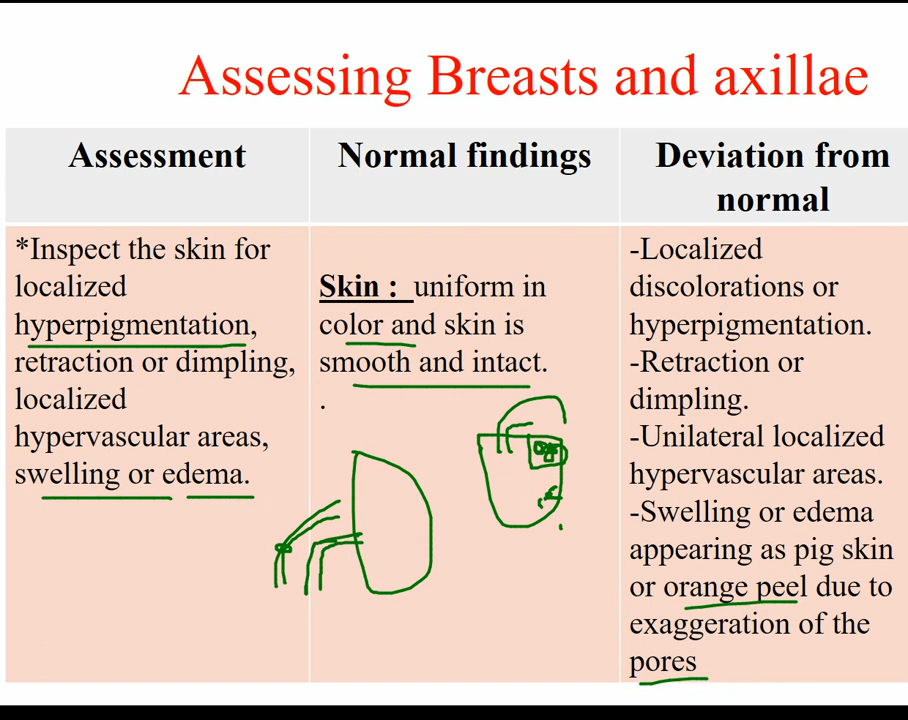 Assessing Breasts and axillae
Assessment
Normal findings
Deviation from
normal
*Inspect the skin for
localized
hyperpigmentation,
retraction or dimpling,
localized
hypervascular areas,
swelling or edema.
Skin : uniform in
color and skin is
smooth and intact.
.
-Localized
discolorations or
hyperpigmentation.
-Retraction or
dimpling.
-Unilateral localized
hypervascular areas.
-Swelling or edema
appearing as pig skin
or orange peel due to
exaggeration of the
pores